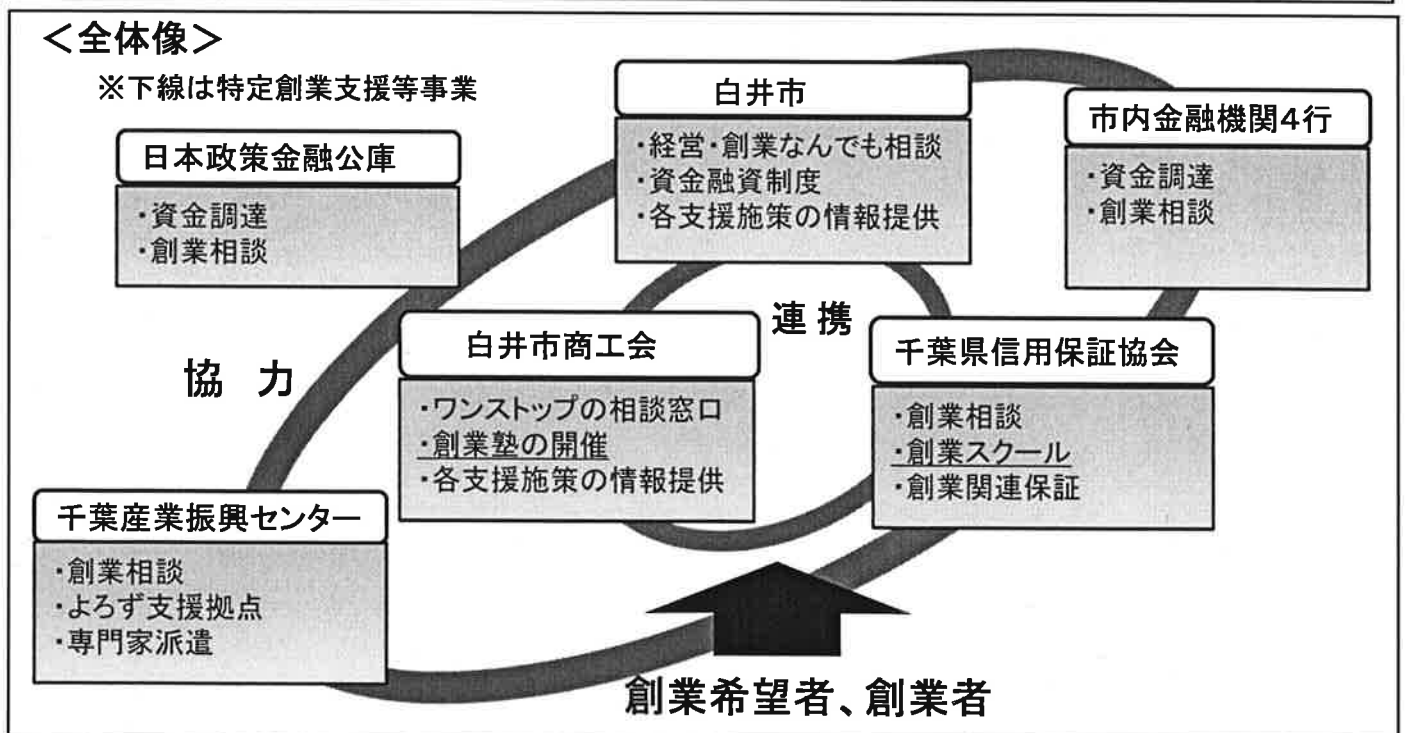 ＜全体像＞
※下線は特定創業支援等事業
日本政策金融公庫
・資金調達
・創業相談
白井市
・経営・創業なんでも相談
・資金融資制度
・各支援施策の情報提供
市内金融機関4行
・資金調達
・創業相談
協 力
連 携
白井市商工会
・ワンストップの相談窓口
・創業塾の開催
・各支援施策の情報提供
千葉県信用保証協会
・創業相談
・創業スクール
・創業関連保証
千葉産業振興センター
・創業相談
・よろず支援拠点
・専門家派遣
創業希望者、創業者